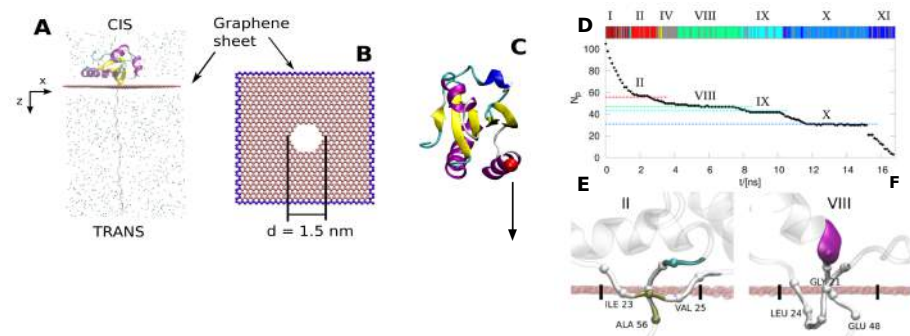 A
CIS
x
z
TRANS
Graphene
sheet
B
d = 1.5 nm
C
D
I II IV VIII IX X XI
100
80
60
40
20
0
Np
II
VIII
IX
X
0 2 4 6 8 10 12 14 16
t/[ns]
E
II
ILE 23
VAL 25
ALA 56
F
VIII
GLY 21
LEU 24
GLU 48